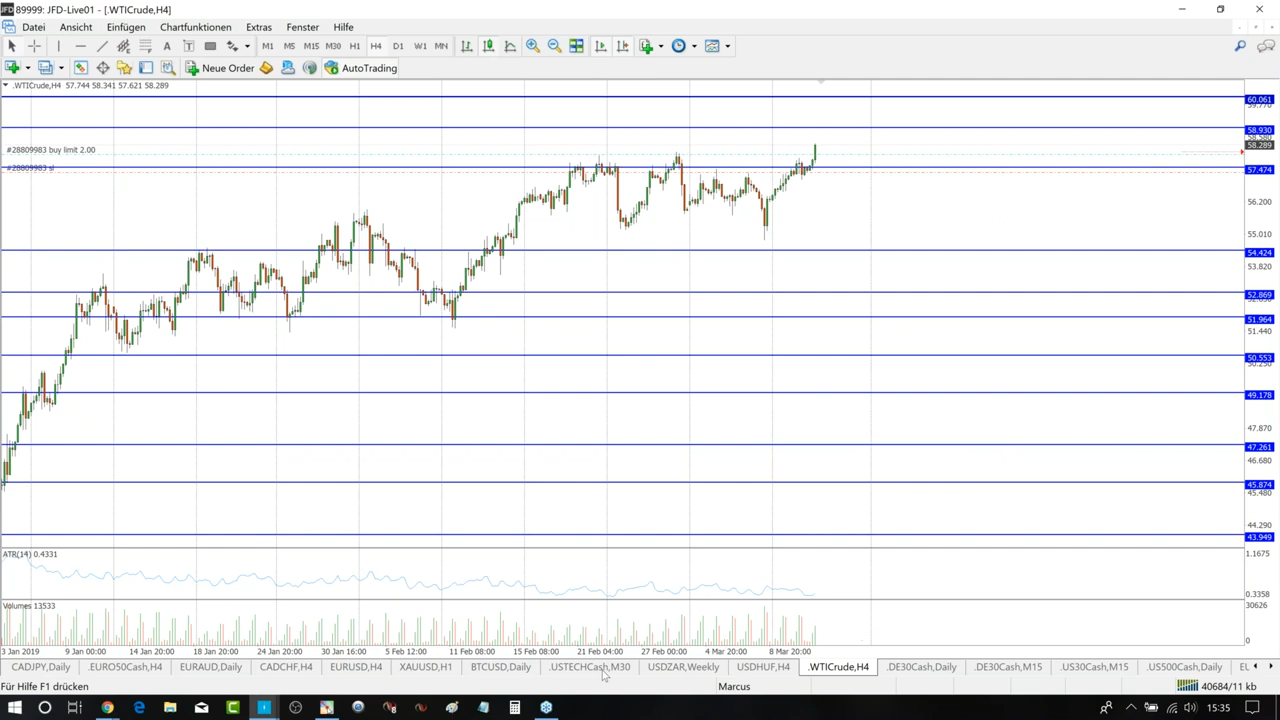 89999: JFD-Live01 - [.WTICrude,H4]
Datei Ansicht Einfügen Chartfunktionen Extras Fenster Hilfe
A T M1 M5 M15 M30 H1 H4 D1 W1 MN
Neue Order AutoTrading
.WTICrude,H4 57.744 58.341 57.621 58.289
60.061
58.930
#28809983 buy limit 2.00
58.289
#28809983 sl
57.474
56.200
55.010
54.424
53.820
52.869
51.964
51.440
50.553
49.178
47.870
47.261
46.680
45.874
45.480
44.290
43.949
ATR(14) 0.4331
1.1675
0.3358
Volumes 13533
30626
0
3 Jan 2019 9 Jan 00:00 14 Jan 20:00 18 Jan 20:00 24 Jan 20:00 30 Jan 16:00 5 Feb 12:00 11 Feb 08:00 15 Feb 08:00 21 Feb 04:00 27 Feb 00:00 4 Mar 20:00 8 Mar 20:00
CADJPY,Daily .EURO50Cash,H4 EURAUD,Daily CADCHF,H4 EURUSD,H4 XAUUSD,H1 BTCUSD,Daily .USTECHCash,M30 USDZAR,Weekly USDHUF,H4 .WTICrude,H4 .DE30Cash,Daily .DE30Cash,M15 .US30Cash,M15 .US500Cash,Daily EU
Für Hilfe F1 drücken Marcus 40684/11 kb
15:35